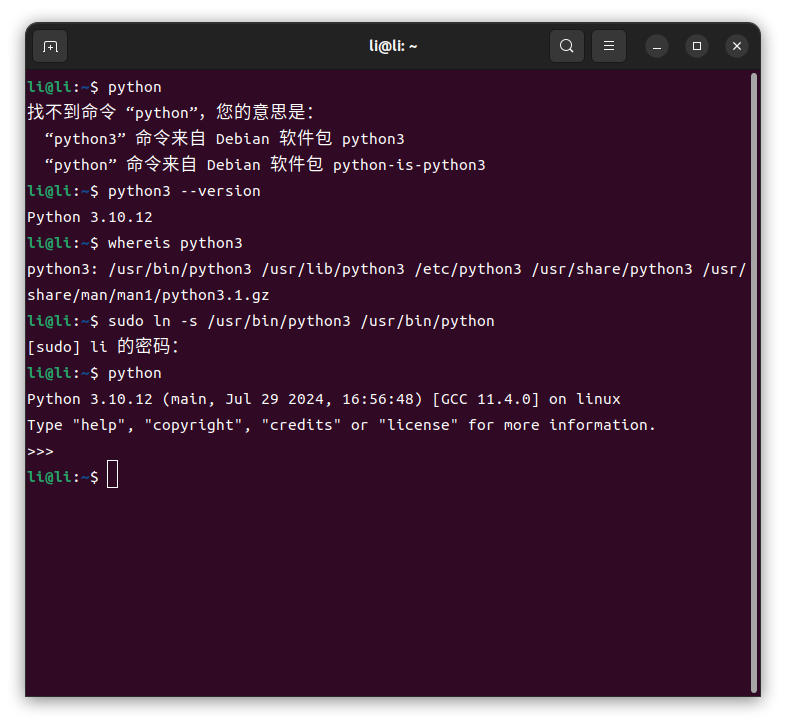 li@li: ~
li@li:~$ python
找不到命令 “python”，您的意思是：
  “python3” 命令来自 Debian 软件包 python3
  “python” 命令来自 Debian 软件包 python-is-python3
li@li:~$ python3 --version
Python 3.10.12
li@li:~$ whereis python3
python3: /usr/bin/python3 /usr/lib/python3 /etc/python3 /usr/share/python3 /usr/
share/man/man1/python3.1.gz
li@li:~$ sudo ln -s /usr/bin/python3 /usr/bin/python
[sudo] li 的密码：
li@li:~$ python
Python 3.10.12 (main, Jul 29 2024, 16:56:48) [GCC 11.4.0] on linux
Type "help", "copyright", "credits" or "license" for more information.
>>>
li@li:~$